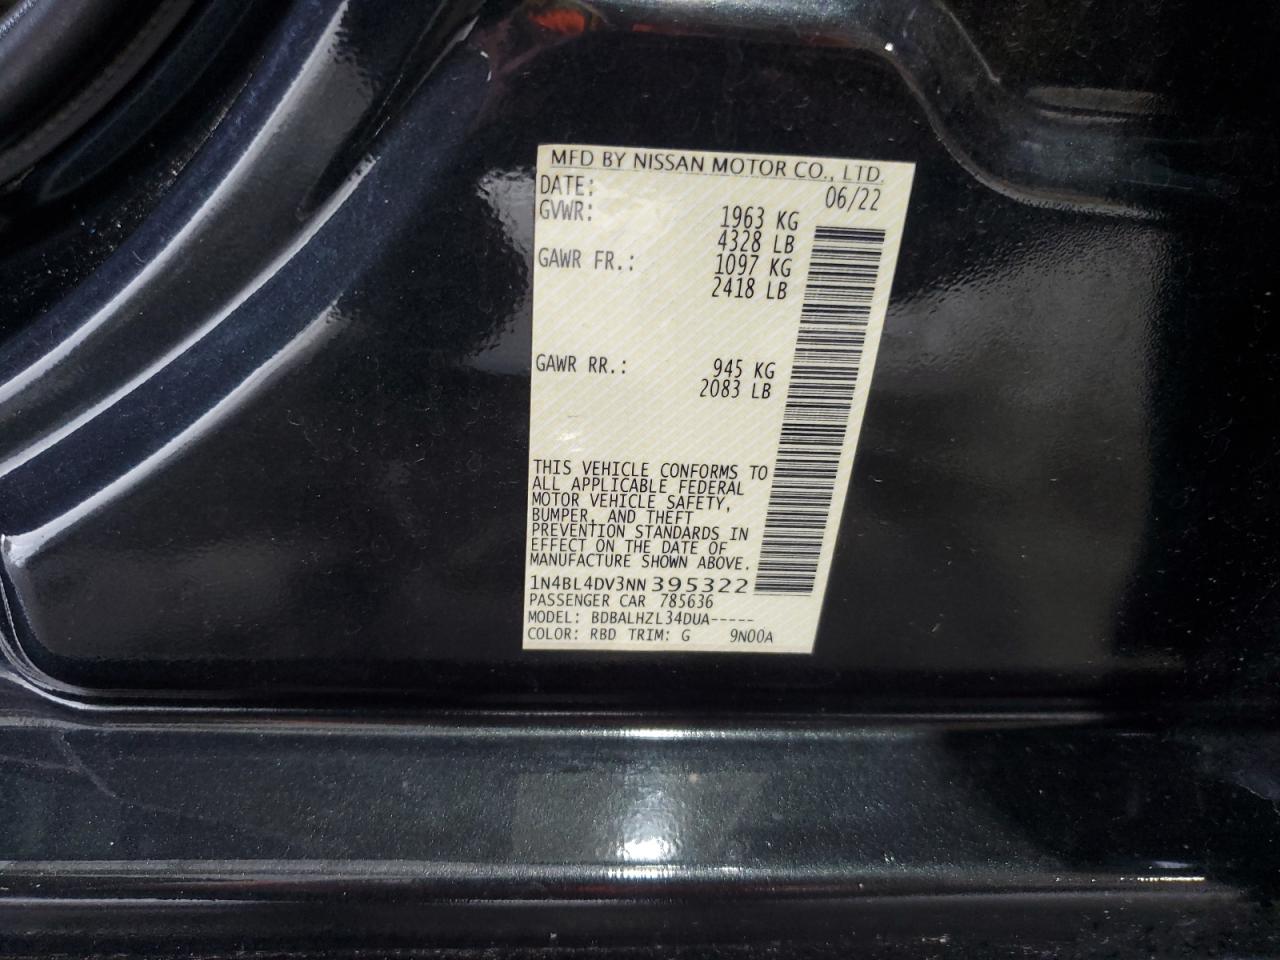 MFD BY NISSAN MOTOR CO., LTD.
DATE: 06/22
GVWR: 1963 KG
4328 LB
GAWR FR.: 1097 KG
2418 LB
GAWR RR.: 945 KG
2083 LB
THIS VEHICLE CONFORMS TO
ALL APPLICABLE FEDERAL
MOTOR VEHICLE SAFETY,
BUMPER, AND THEFT
PREVENTION STANDARDS IN
EFFECT ON THE DATE OF
MANUFACTURE SHOWN ABOVE.
1N4BL4DV3NN395322
PASSENGER CAR 785636
MODEL: BDBALHZL34DUA-----
COLOR: RBD TRIM: G 9N00A